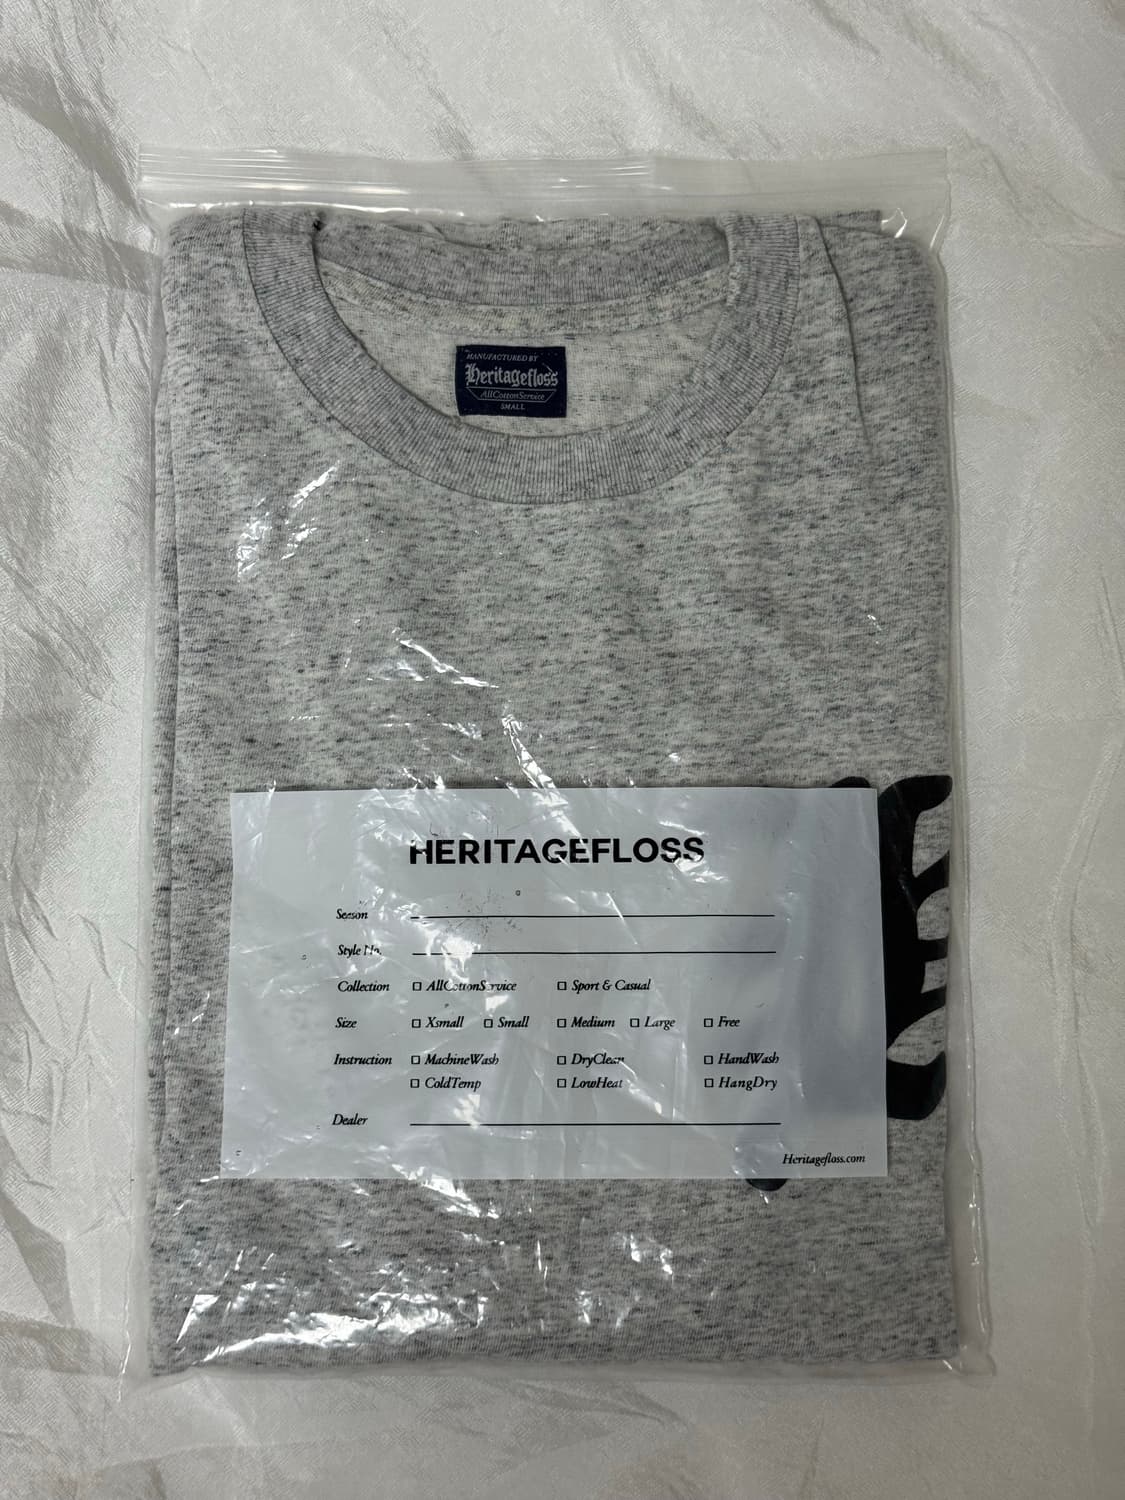 MANUFACTURED BY
Heritagefloss
AllCottonService
SMALL
HERITAGEFLOSS
Season
Style No.
Collection □ AllCottonService □ Sport & Casual
Size □ Xsmall □ Small □ Medium □ Large □ Free
Instruction □ MachineWash □ DryClean □ HandWash
□ ColdTemp □ LowHeat □ HangDry
Dealer
Heritagefloss.com